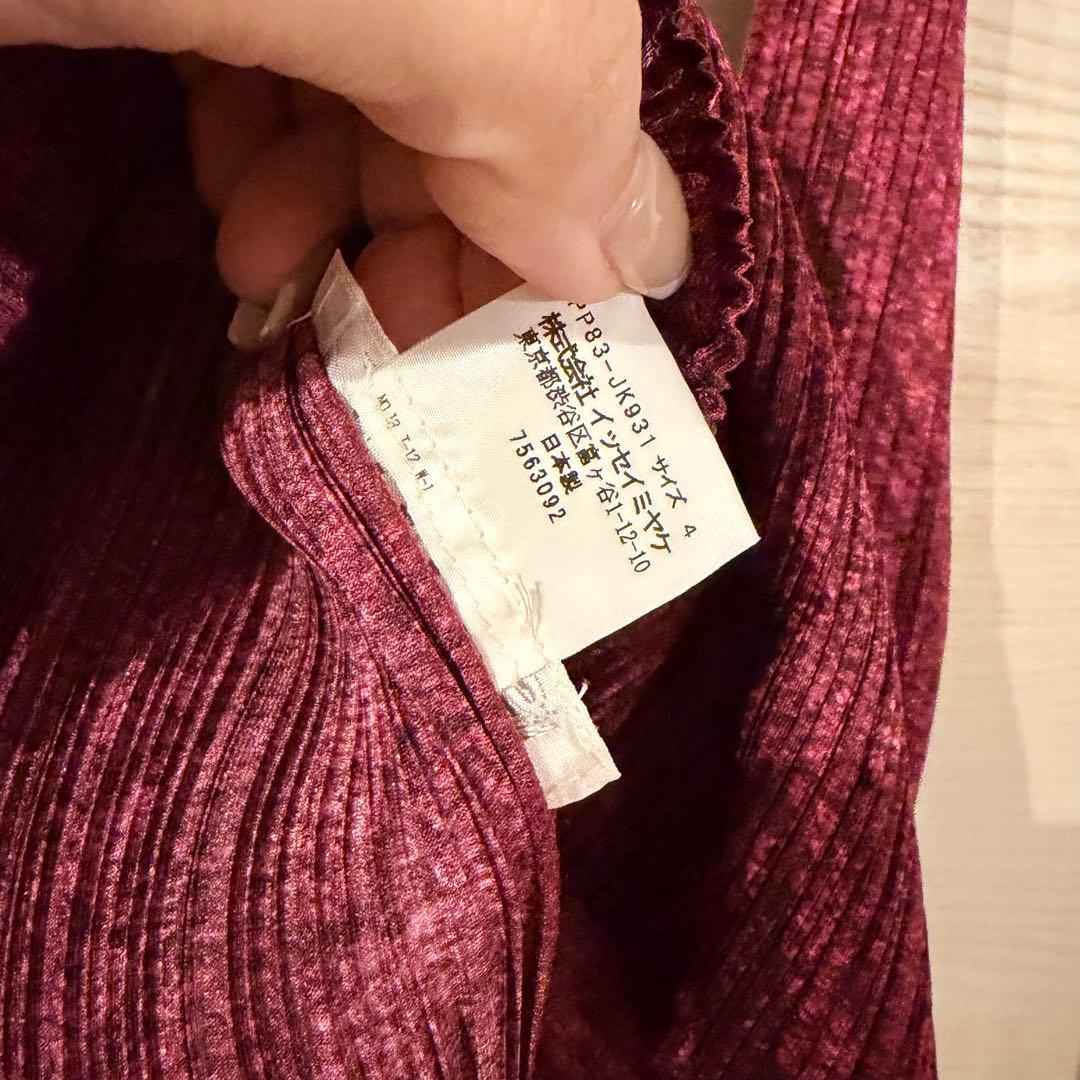 PP83-JK931 サイズ 4
株式会社 イッセイミヤケ
東京都渋谷区富ヶ谷1-12-10
日本製
7563092